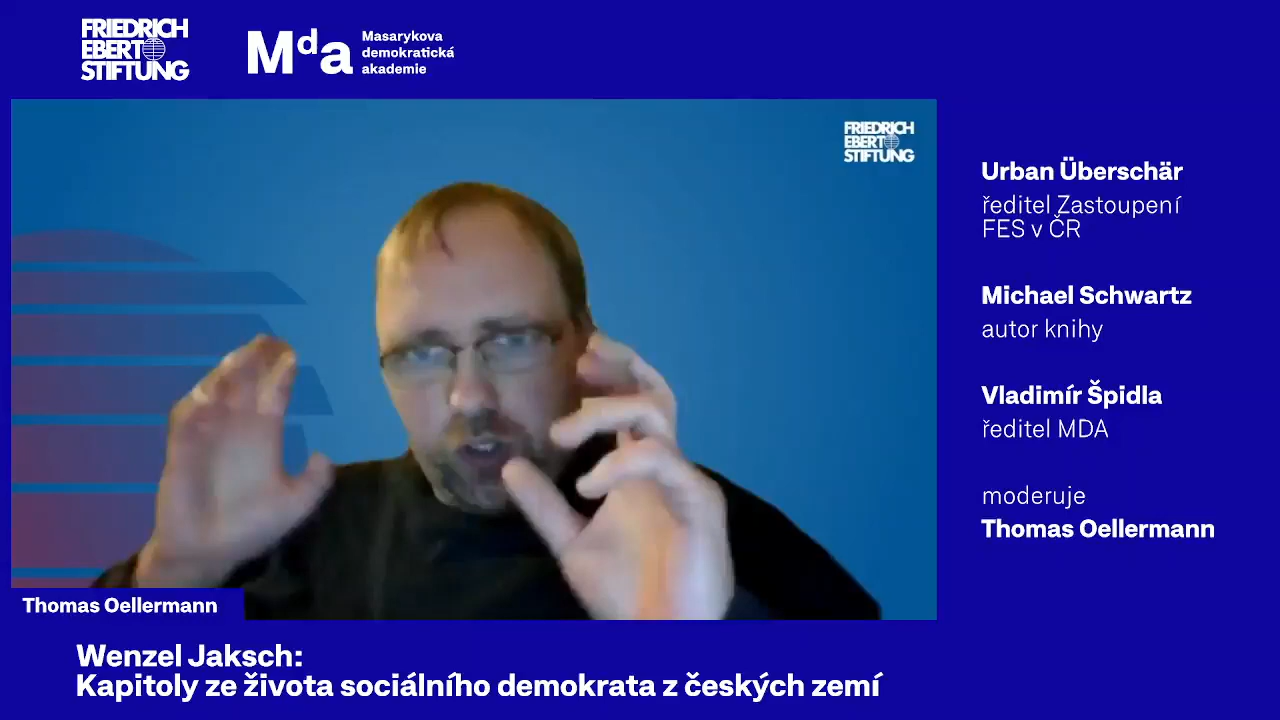 FRIEDRICH
EBERT
STIFTUNG
Mda
Masarykova
demokratická
akademie
FRIEDRICH
EBERT
STIFTUNG
Urban Überschär
ředitel Zastoupení
FES v ČR
Michael Schwartz
autor knihy
Vladimír Špidla
ředitel MDA
moderuje
Thomas Oellermann
Thomas Oellermann
Wenzel Jaksch:
Kapitoly ze života sociálního demokrata z českých zemí